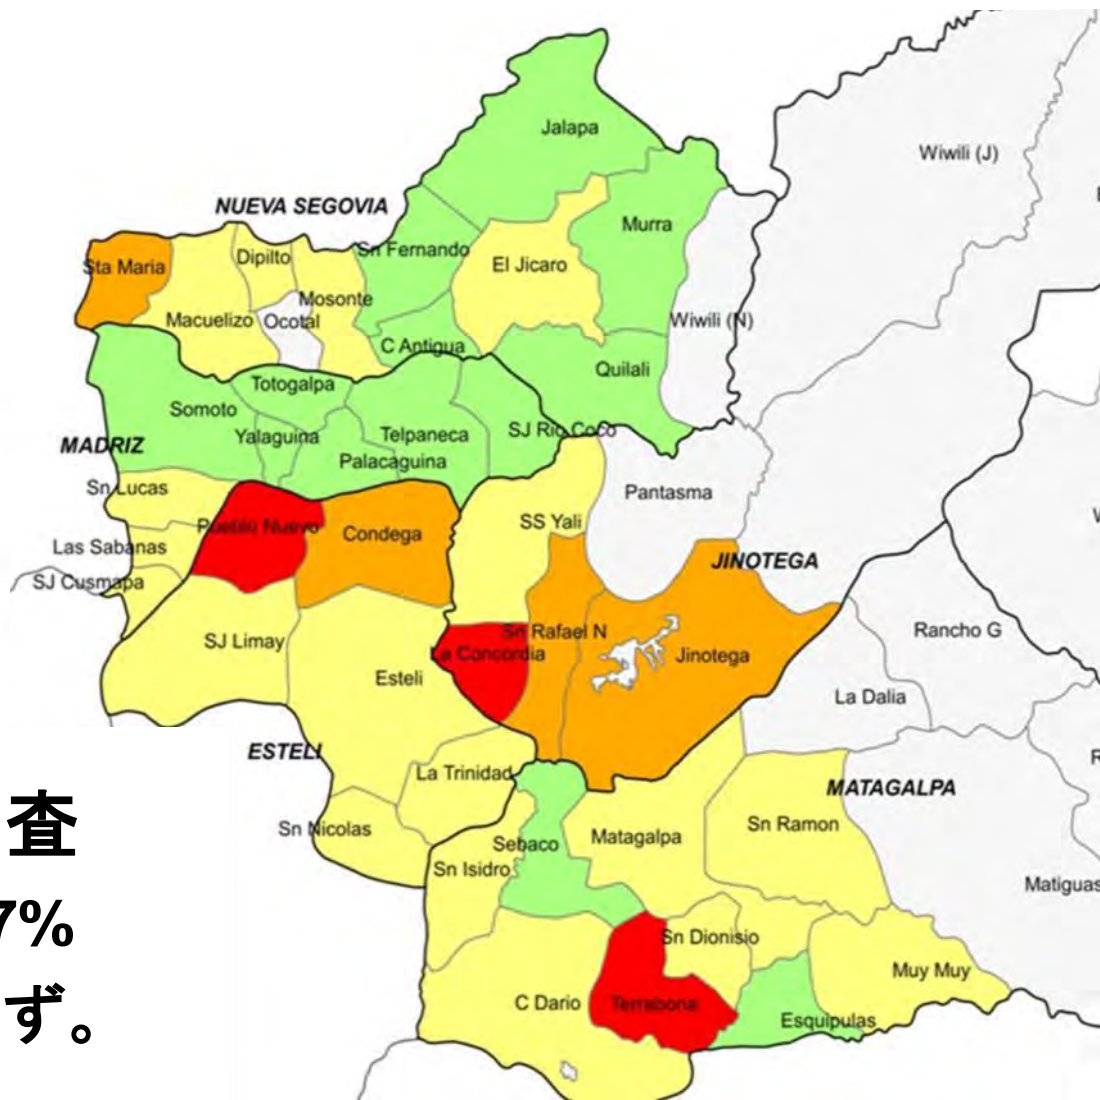 Jalapa
Wiwili (J)
NUEVA SEGOVIA
Murra
Sn Fernando
Dipilto
El Jicaro
Sta Maria
Mosonte
Macuelizo
Ocotal
Wiwili (N)
C Antigua
Quilali
Totogalpa
Somoto
SJ Rio Coco
Yalaguina
Telpaneca
MADRIZ
Palacaguina
Sn Lucas
Pantasma
SS Yali
Pueblo Nuevo
Condega
Las Sabanas
JINOTEGA
SJ Cusmapa
Sn Rafael N
Rancho G
SJ Limay
La Concordia
Jinotega
Esteli
La Dalia
ESTELI
La Trinidad
MATAGALPA
査
Sn Ramon
Sn Nicolas
Matagalpa
Sebaco
Sn Isidro
Matiguas
7%
Sn Dionisio
Muy Muy
C Dario
Terrabona
Esquipulas
ず。